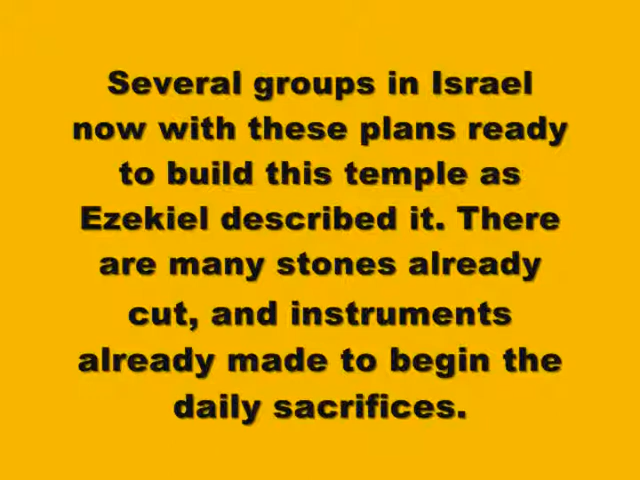 Several groups in Israel
now with these plans ready
to build this temple as
Ezekiel described it. There
are many stones already
cut, and instruments
already made to begin the
daily sacrifices.